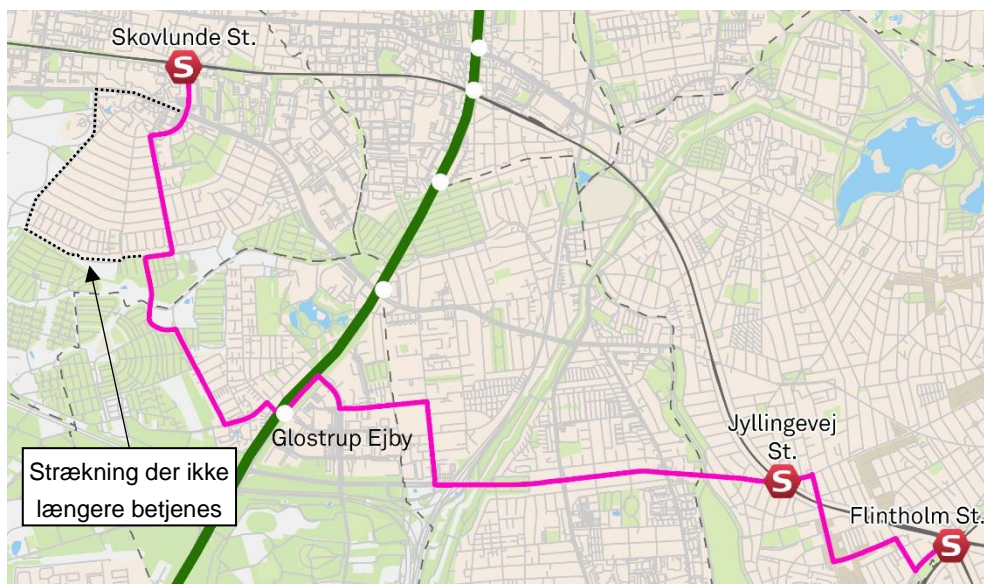 Skovlunde St.
S
Glostrup Ejby
Strækning der ikke
længere betjenes
Jyllingevej
St.
S
Flintholm St.
S